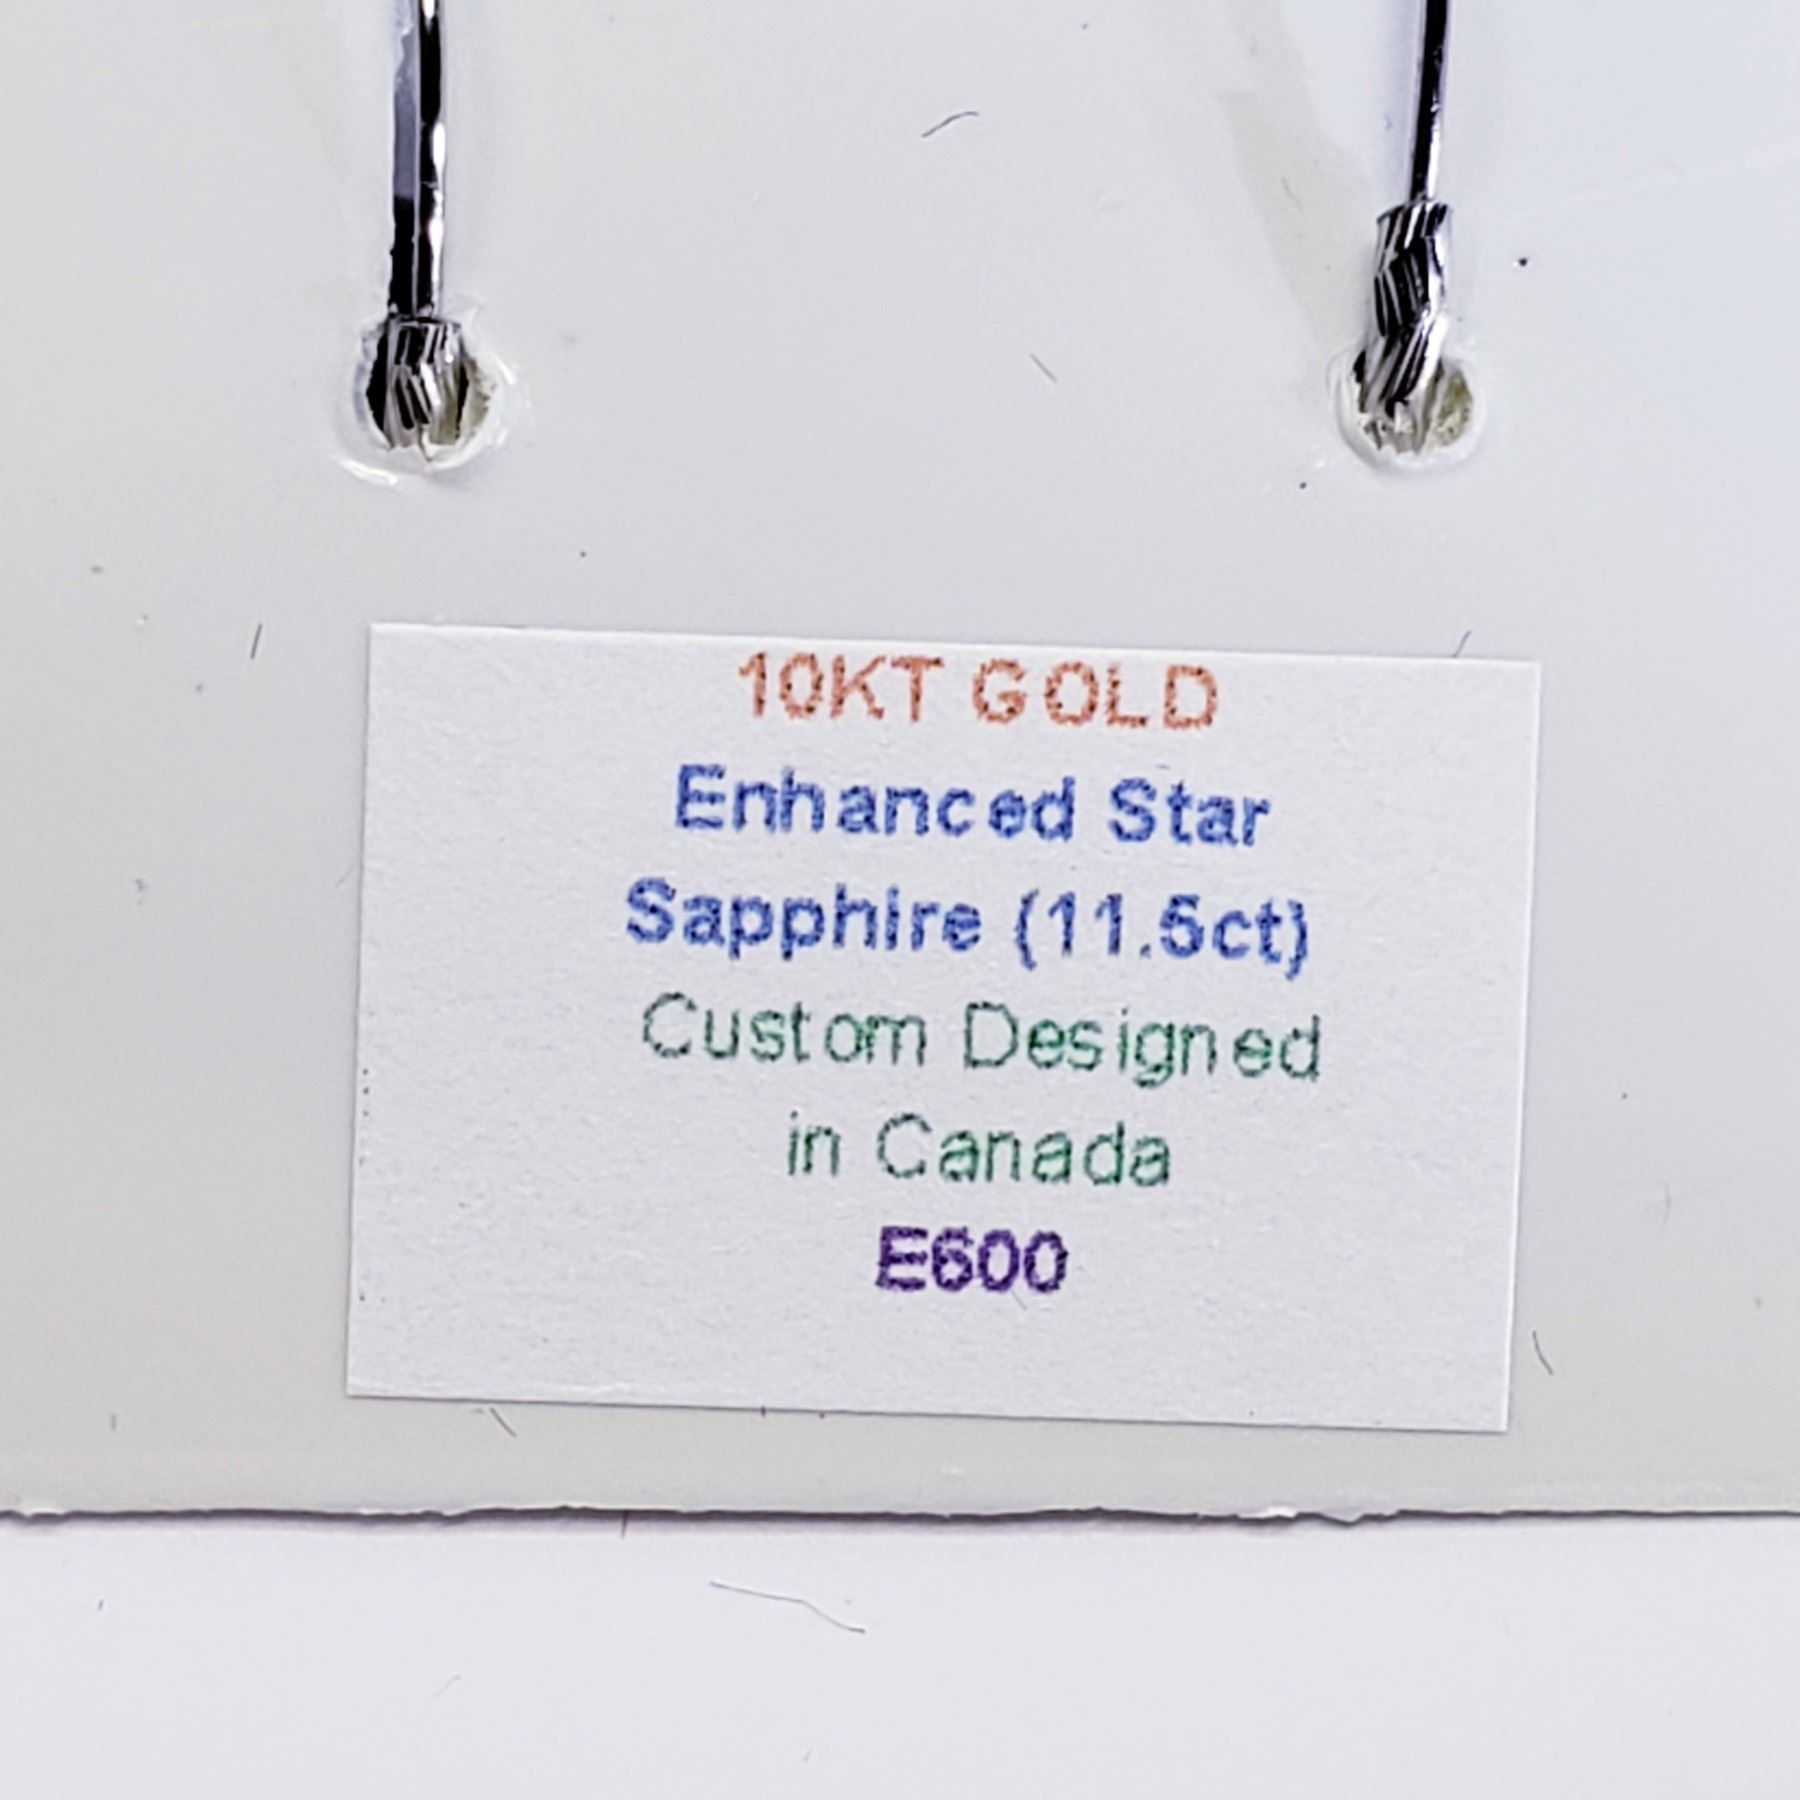 10KT GOLD
Enhanced Star
Sapphire (11.5ct)
Custom Designed
in Canada
E600